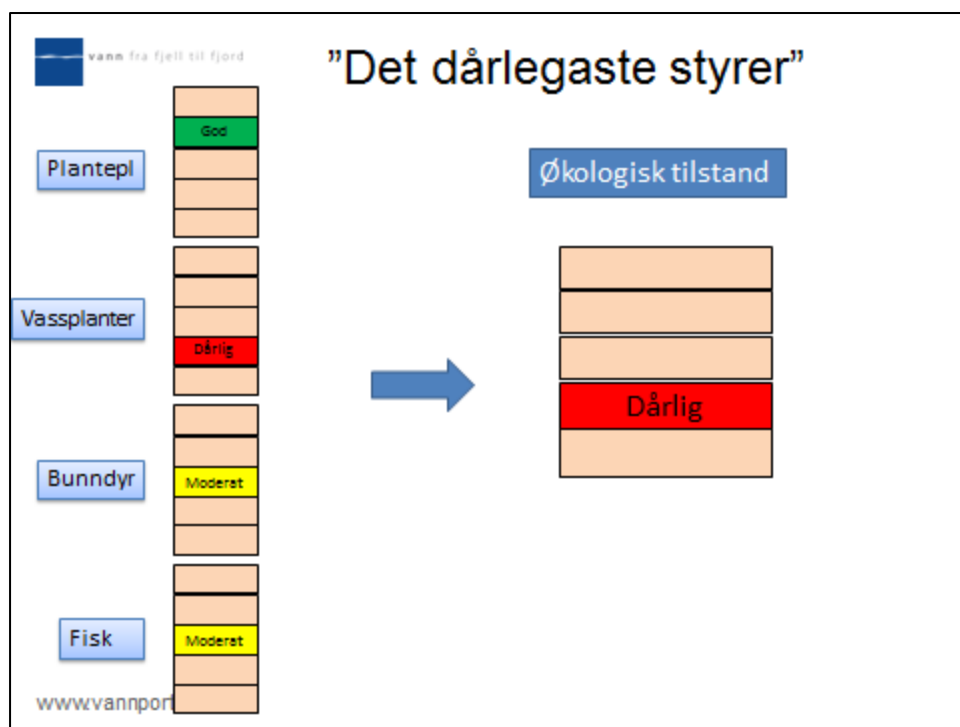 vann fra fjell til fjord
"Det dårlegaste styrer"
God
Plantepl
Økologisk tilstand
Vassplanter
Dårlig
Dårlig
Bunndyr
Moderat
Fisk
Moderat
www.vannport